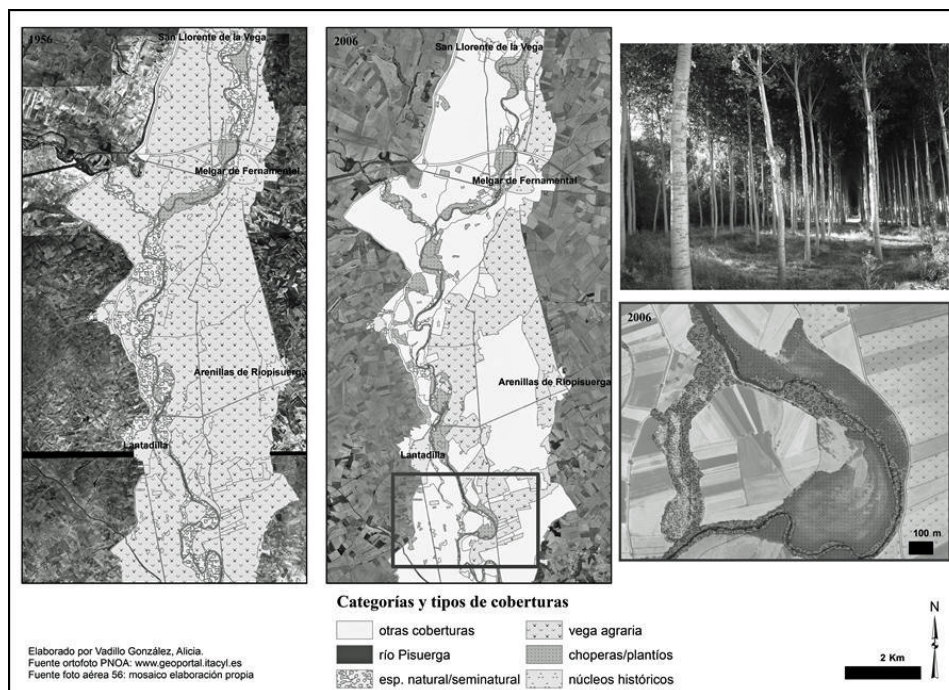 1956
San Llorente de la Vega
Melgar de Fernamental
Arenillas de Riopisuerga
Lantadilla
2006
San Llorente de la Vega
Melgar de Fernamental
Arenillas de Riopisuerga
Lantadilla
2006
100 m
Categorías y tipos de coberturas
otras coberturas
río Pisuerga
esp. natural/seminatural
vega agraria
choperas/plantíos
núcleos históricos
Elaborado por Vadillo González, Alicia.
Fuente ortofoto PNOA: www.geoportal.itacyl.es
Fuente foto aérea 56: mosaico elaboración propia
N
2 Km